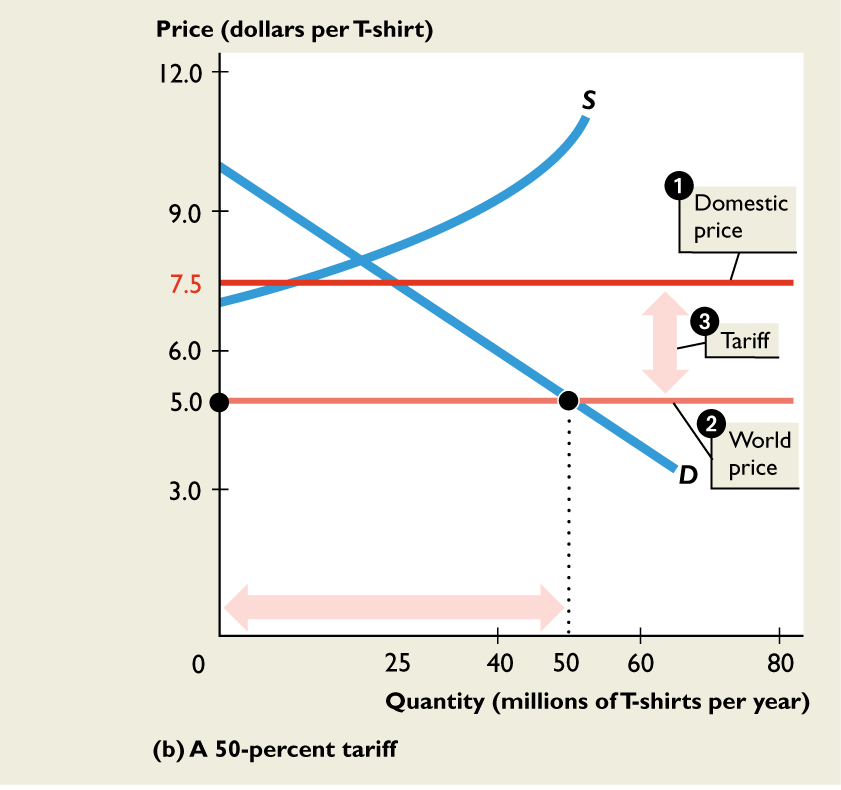 Price (dollars per T-shirt)
12.0
S
1
Domestic
price
9.0
7.5
3
Tariff
6.0
5.0
2
World
price
D
3.0
0
25
40
50
60
80
Quantity (millions of T-shirts per year)
(b) A 50-percent tariff